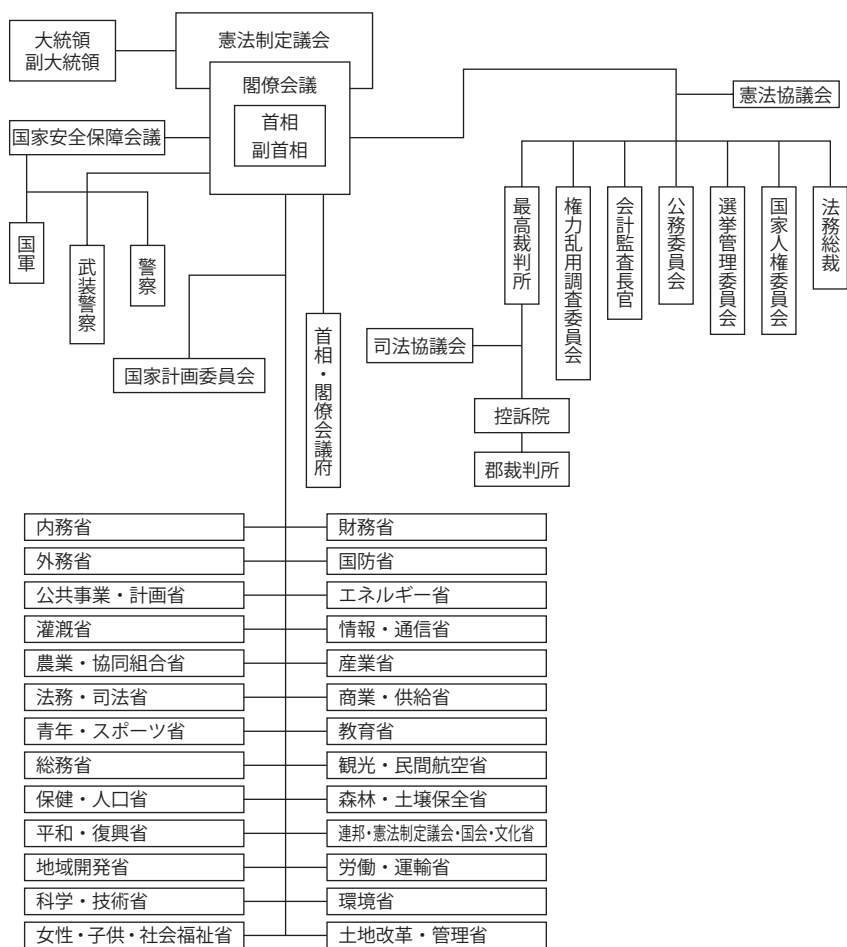 大統領
副大統領
憲法制定議会
閣僚会議
首相
副首相
憲法協議会
国家安全保障会議
国軍
武装警察
警察
最高裁判所
権力乱用調査委員会
会計監査長官
公務委員会
選挙管理委員会
国家人権委員会
法務総裁
国家計画委員会
首相・閣僚会議府
司法協議会
控訴院
郡裁判所
内務省
財務省
外務省
国防省
公共事業・計画省
エネルギー省
灌漑省
情報・通信省
農業・協同組合省
産業省
法務・司法省
商業・供給省
青年・スポーツ省
教育省
総務省
観光・民間航空省
保健・人口省
森林・土壌保全省
平和・復興省
連邦・憲法制定議会・国会・文化省
地域開発省
労働・運輸省
科学・技術省
環境省
女性・子供・社会福祉省
土地改革・管理省